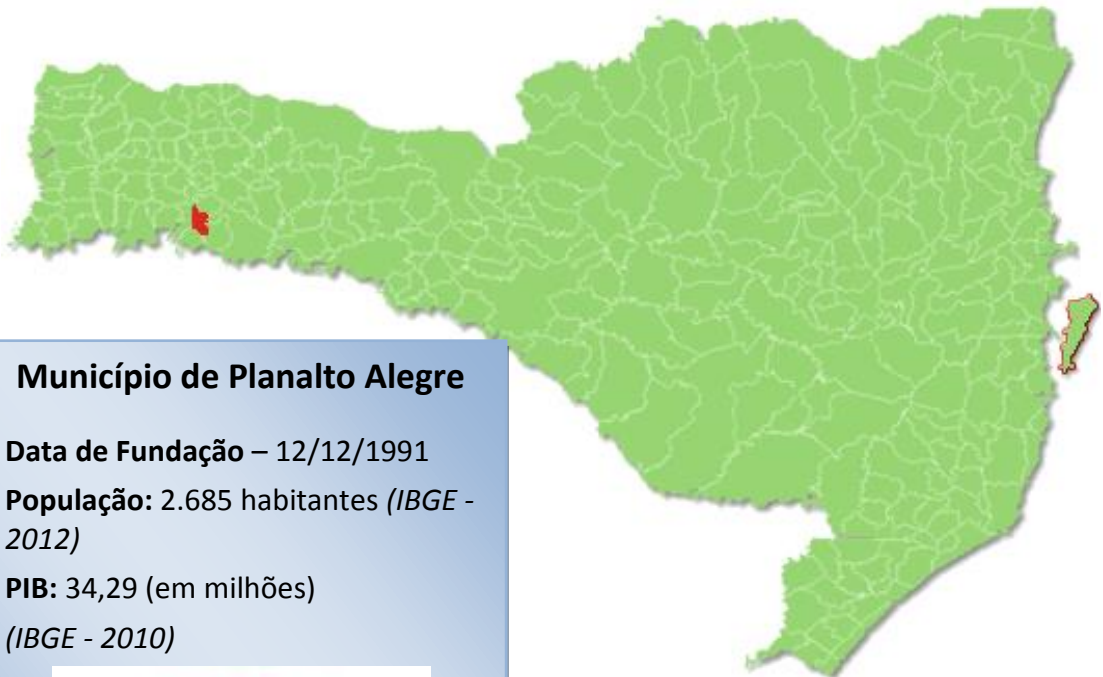 Município de Planalto Alegre
Data de Fundação – 12/12/1991
População: 2.685 habitantes (IBGE -
2012)
PIB: 34,29 (em milhões)
(IBGE - 2010)